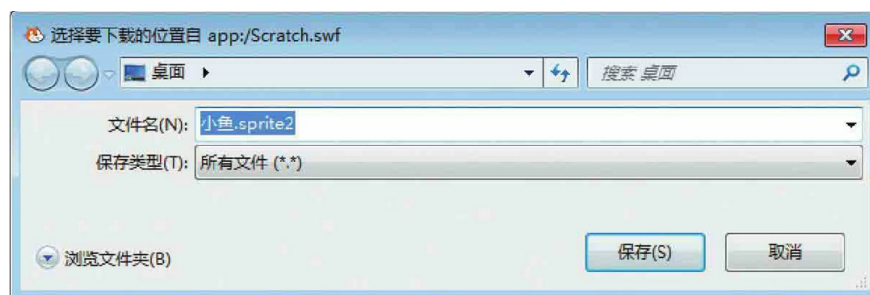 选择要下载的位置自 app:/Scratch.swf
桌面 搜索 桌面
文件名(N): 小鱼.sprite2
保存类型(T): 所有文件 (*.*)
浏览文件夹(B) 保存(S) 取消